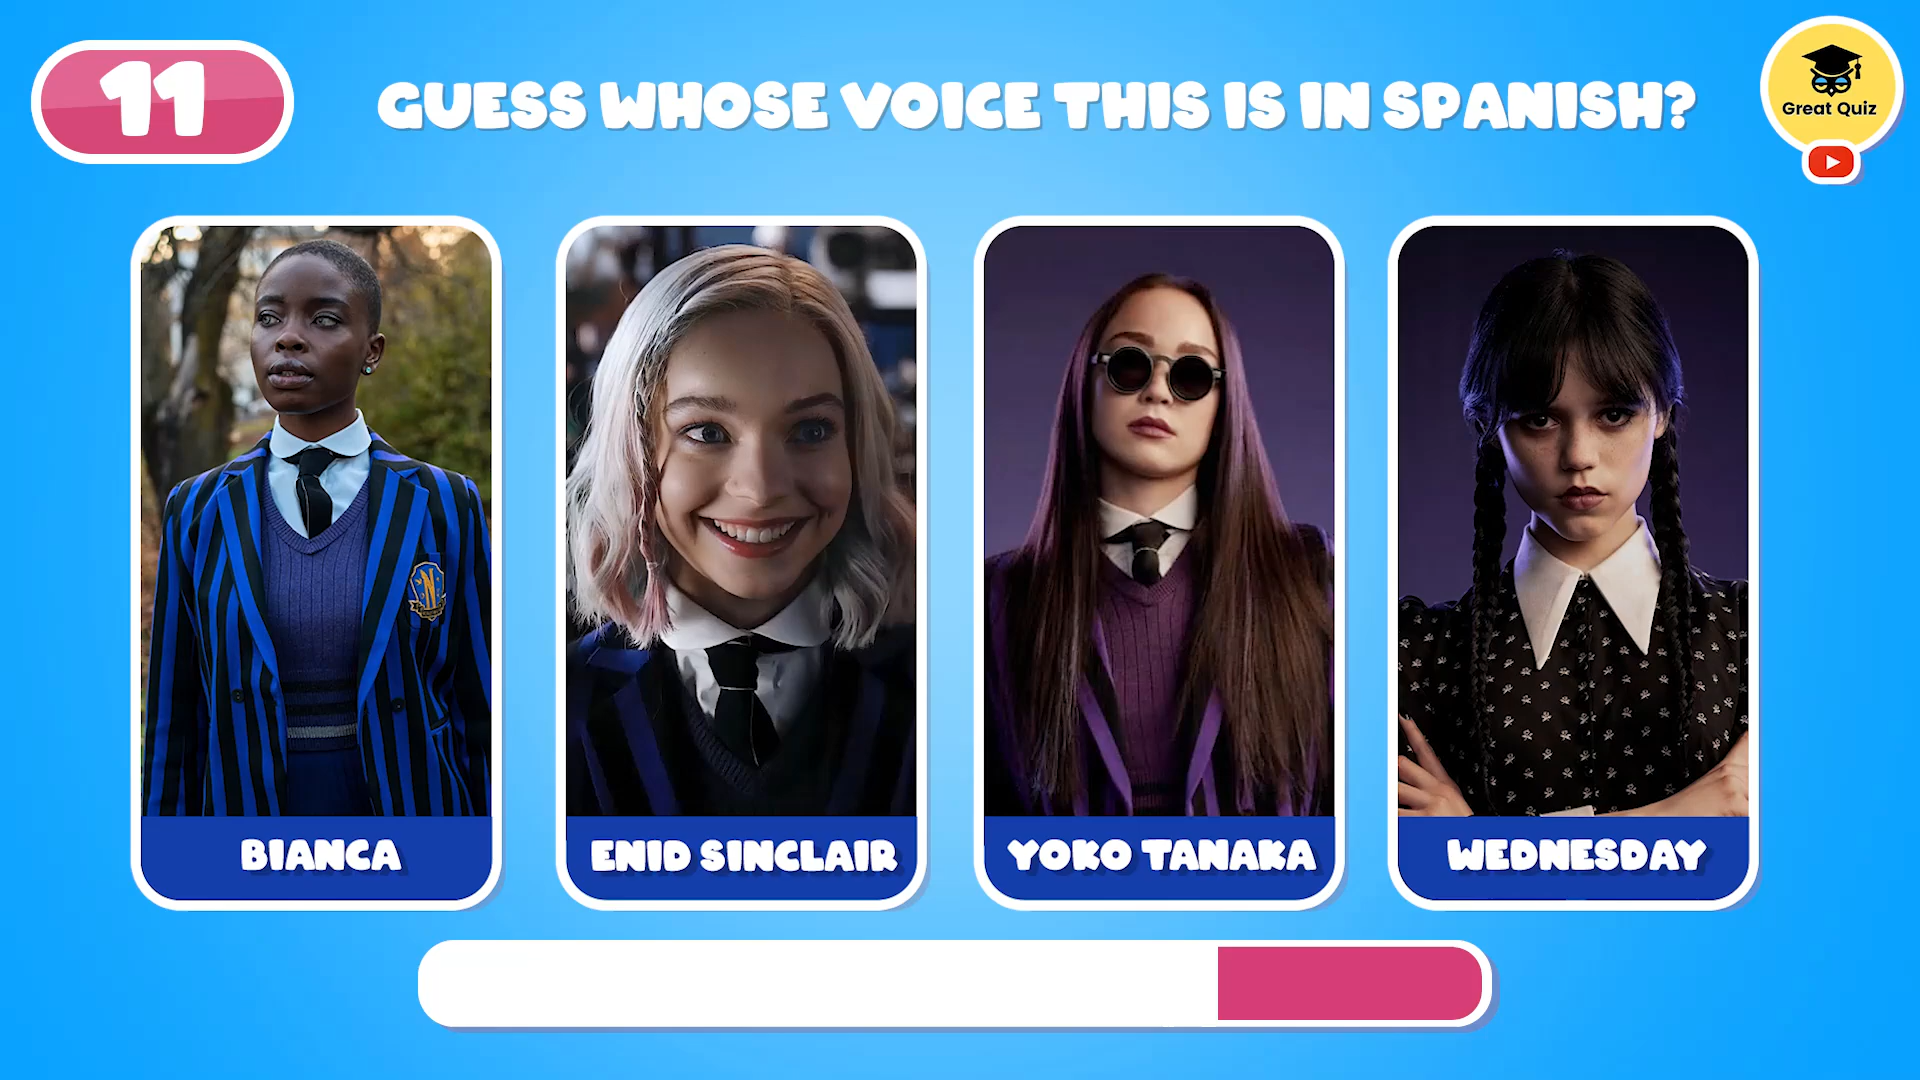 11
GUESS WHOSE VOICE THIS IS IN SPANISH?
Great Quiz
N
BIANCA
ENID SINCLAIR
YOKO TANAKA
WEDNESDAY